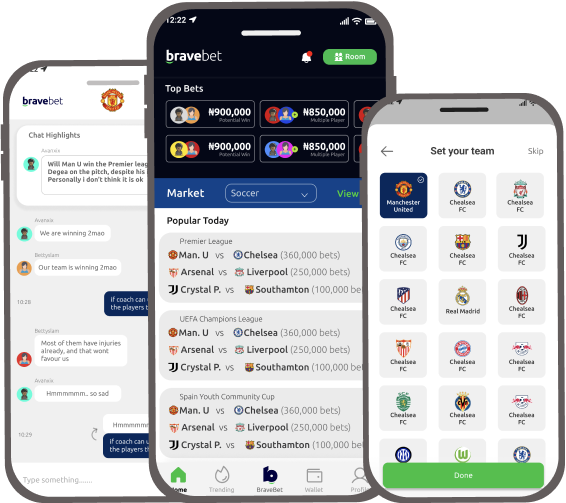 22
bravebet
Chat Highlights
Avanxia
Will Man U win the Premier leag
Degea on the pitch, despite his
Personally I don't think it is ok
Avanxia
We are winning 2mao
Bettyslam
Our team is winning 2mao
10:28
if coach can u
the players t
Bettyslam
Most of them have injuries
already, and that wont
favour us
Avanxia
Hmmmmmm.. so sad
Hmmmmmm
10:29
if coach can u
the players t
Type something.......
12:22
bravebet
Room
Top Bets
₦900,000
Potential Win
₦850,000
Multiple Player
₦900,000
Potential Win
₦850,000
Multiple Player
Market
Soccer
View
Popular Today
Premier League
Man. U vs Chelsea (360,000 bets)
Arsenal vs Liverpool (250,000 bets)
Crystal P. vs Southamton (100,000 be
UEFA Champions League
Man. U vs Chelsea (360,000 bets)
Arsenal vs Liverpool (250,000 bets)
Crystal P. vs Southamton (100,000 be
Spain Youth Community Cup
Man. U vs Chelsea (360,000 bets)
Arsenal vs Liverpool (250,000 bets)
Crystal P. vs Southamton (100,000 be
Home
Trending
BraveBet
Wallet
Profil
Set your team
Skip
Manchester
United
Chealsea
FC
Chealsea
FC
Chealsea
FC
Chealsea
FC
Chealsea
FC
Chealsea
FC
Real Madrid
Chealsea
FC
Chealsea
FC
Chealsea
FC
Chealsea
FC
Chealsea
FC
Chealsea
FC
Chealsea
FC
Done